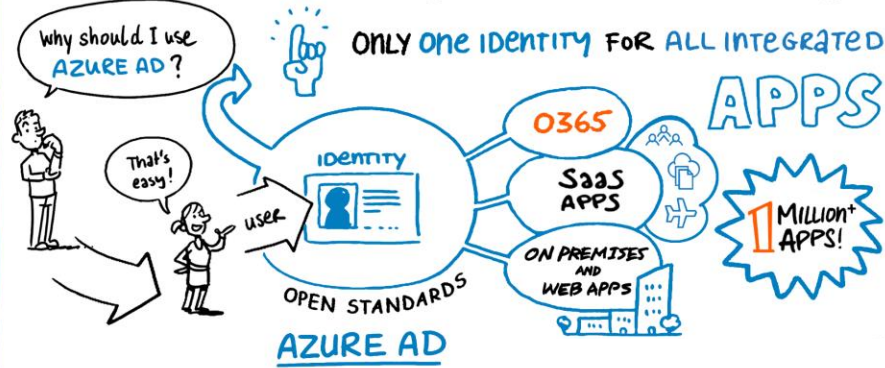 why should I use
AZURE AD?
ONLY ONE IDENTITY FOR ALL INTEGRATED
APPS
That's
easy!
user
IDENTITY
OPEN STANDARDS
AZURE AD
O365
SaaS
APPS
ON PREMISES
AND
WEB APPS
1 MILLION+
APPS!